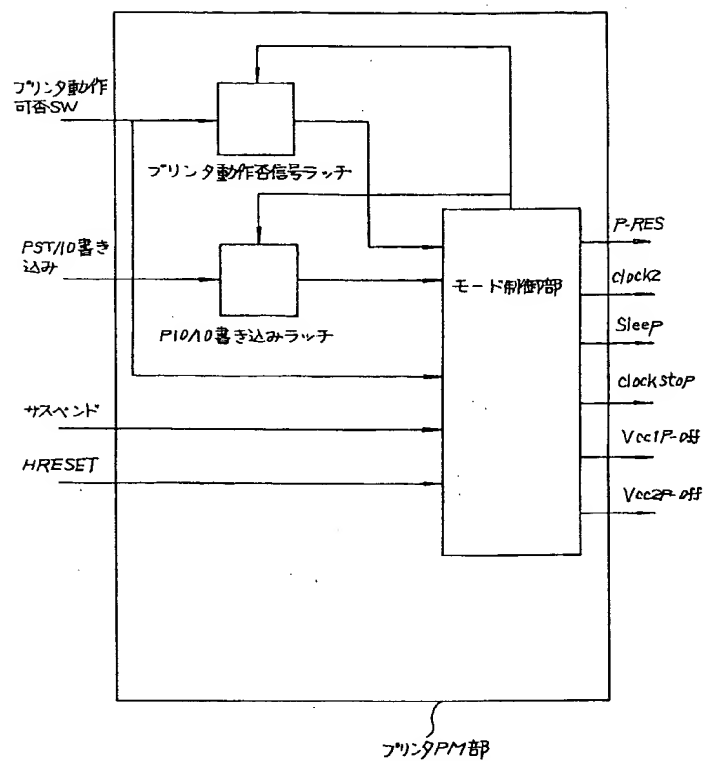 プリンタ動作
可否SW
プリンタ動作否信号ラッチ
PST/IO書き
込み
PIO/IO書き込みラッチ
モード制御部
サスペンド
HRESET
P-RES
clock2
Sleep
clockstop
Vcc1P-off
Vcc2P-off
プリンタPM部